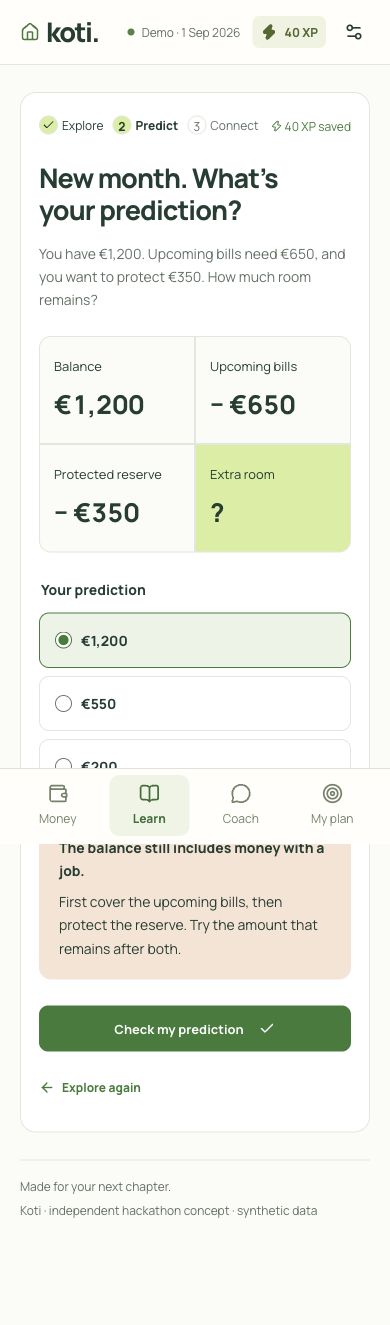 koti.
Demo · 1 Sep 2026
40 XP
Explore
2 Predict
3 Connect
40 XP saved
New month. What's
your prediction?
You have €1,200. Upcoming bills need €650, and
you want to protect €350. How much room
remains?
Balance
€1,200
Upcoming bills
− €650
Protected reserve
− €350
Extra room
?
Your prediction
€1,200
€550
€200
Money
Learn
Coach
My plan
The balance still includes money with a
job.
First cover the upcoming bills, then
protect the reserve. Try the amount that
remains after both.
Check my prediction
Explore again
Made for your next chapter.
Koti · independent hackathon concept · synthetic data